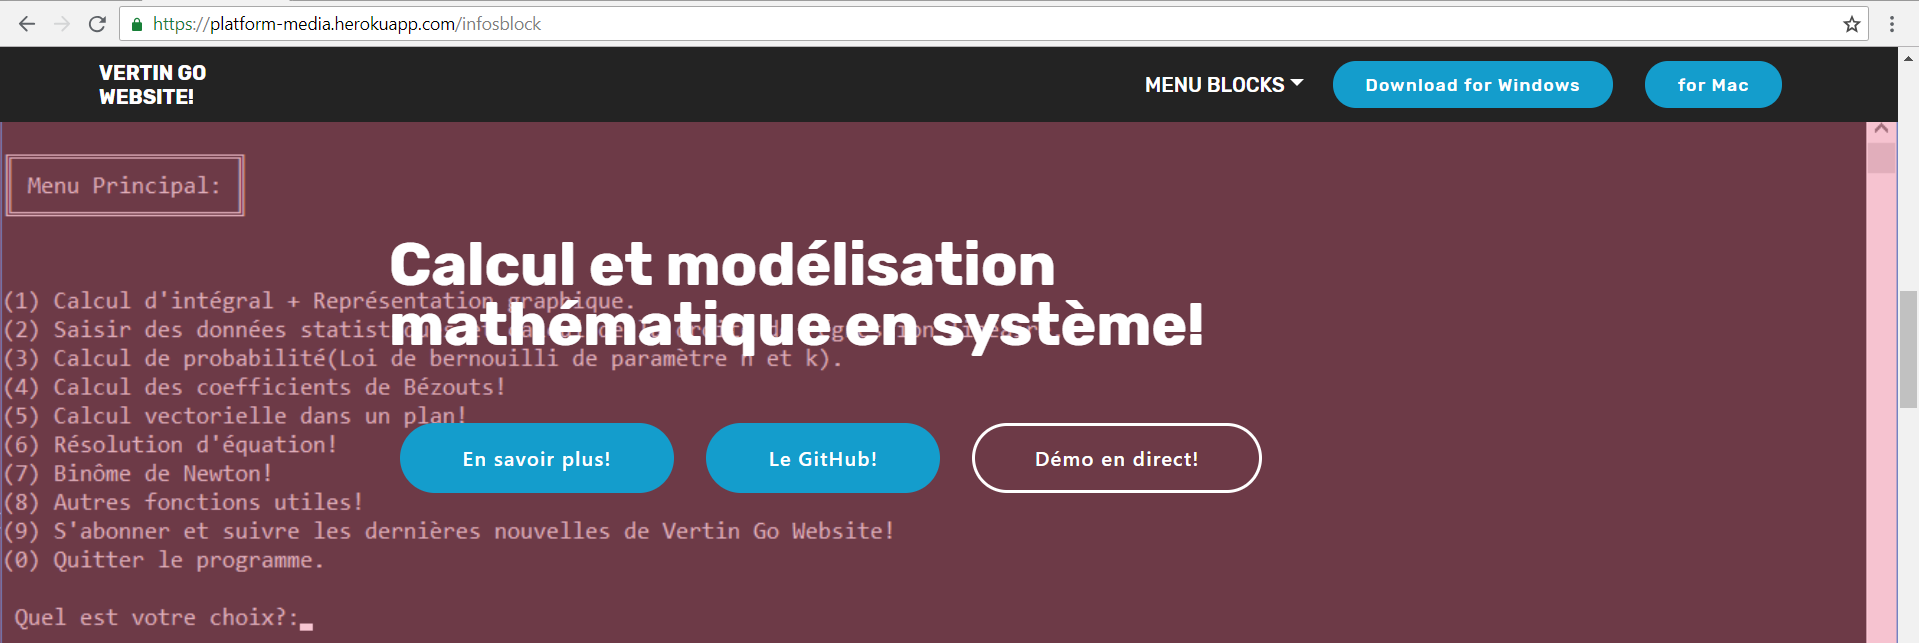 https://platform-media.herokuapp.com/infosblock
VERTIN GO
WEBSITE!
MENU BLOCKS
Download for Windows
for Mac
Menu Principal:
Calcul et modélisation
mathématique en système!
(1) Calcul d'intégral + Représentation graphique.
(2) Saisir des données
(3) Calcul de probabilité(Loi de bernouilli de paramètre n et k).
(4) Calcul des coefficients de Bézouts!
(5) Calcul vectorielle dans un plan!
(6) Résolution d'équation!
(7) Binôme de Newton!
(8) Autres fonctions utiles!
(9) S'abonner et suivre les dernières nouvelles de Vertin Go Website!
(0) Quitter le programme.
En savoir plus!
Le GitHub!
Démo en direct!
Quel est votre choix?: